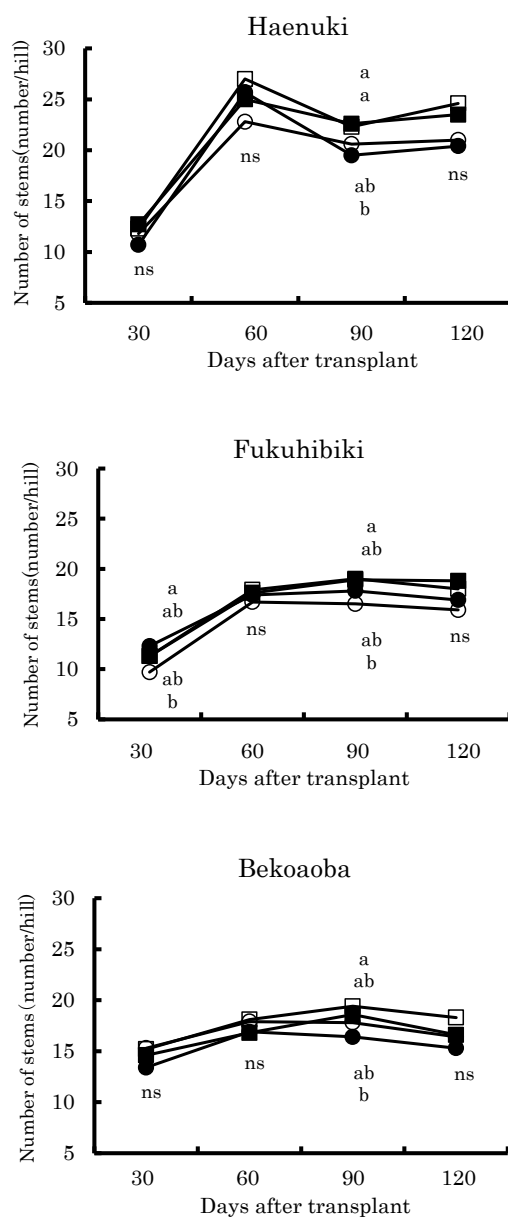 Haenuki
Number of stems(number/hill)
30
25
20
15
10
5
a
a
ns
ab
b
ns
ns
30 60 90 120
Days after transplant
Fukuhibiki
Number of stems(number/hill)
30
25
20
15
10
5
a
ab
a
ab
ns
ab
b
ns
ab
b
30 60 90 120
Days after transplant
Bekoaoba
Number of stems (number/hill)
30
25
20
15
10
5
a
ab
ns
ns
ab
b
ns
30 60 90 120
Days after transplant